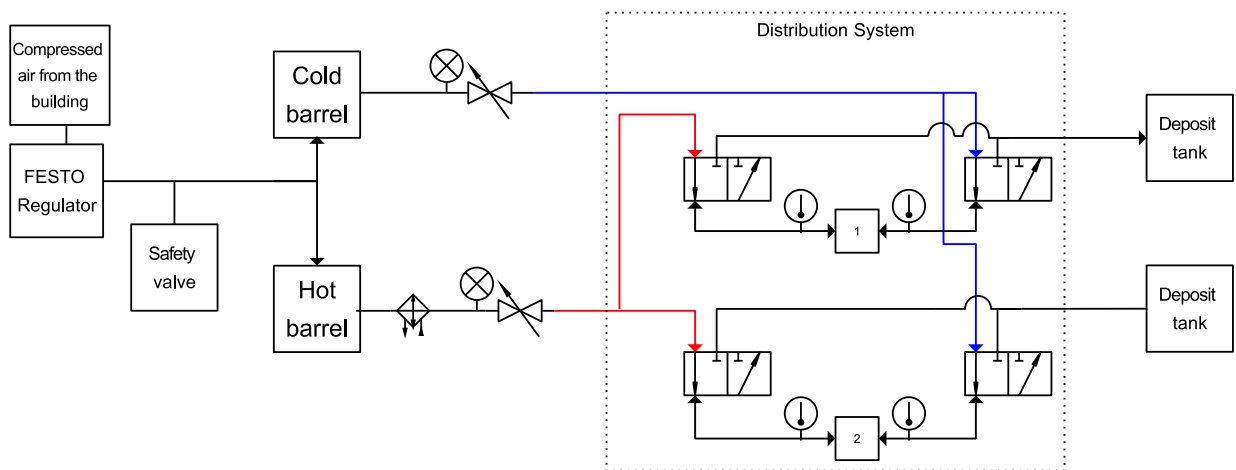 Distribution System
Compressed
air from the
building
Cold
barrel
Deposit
tank
FESTO
Regulator
Safety
valve
1
Hot
barrel
Deposit
tank
2